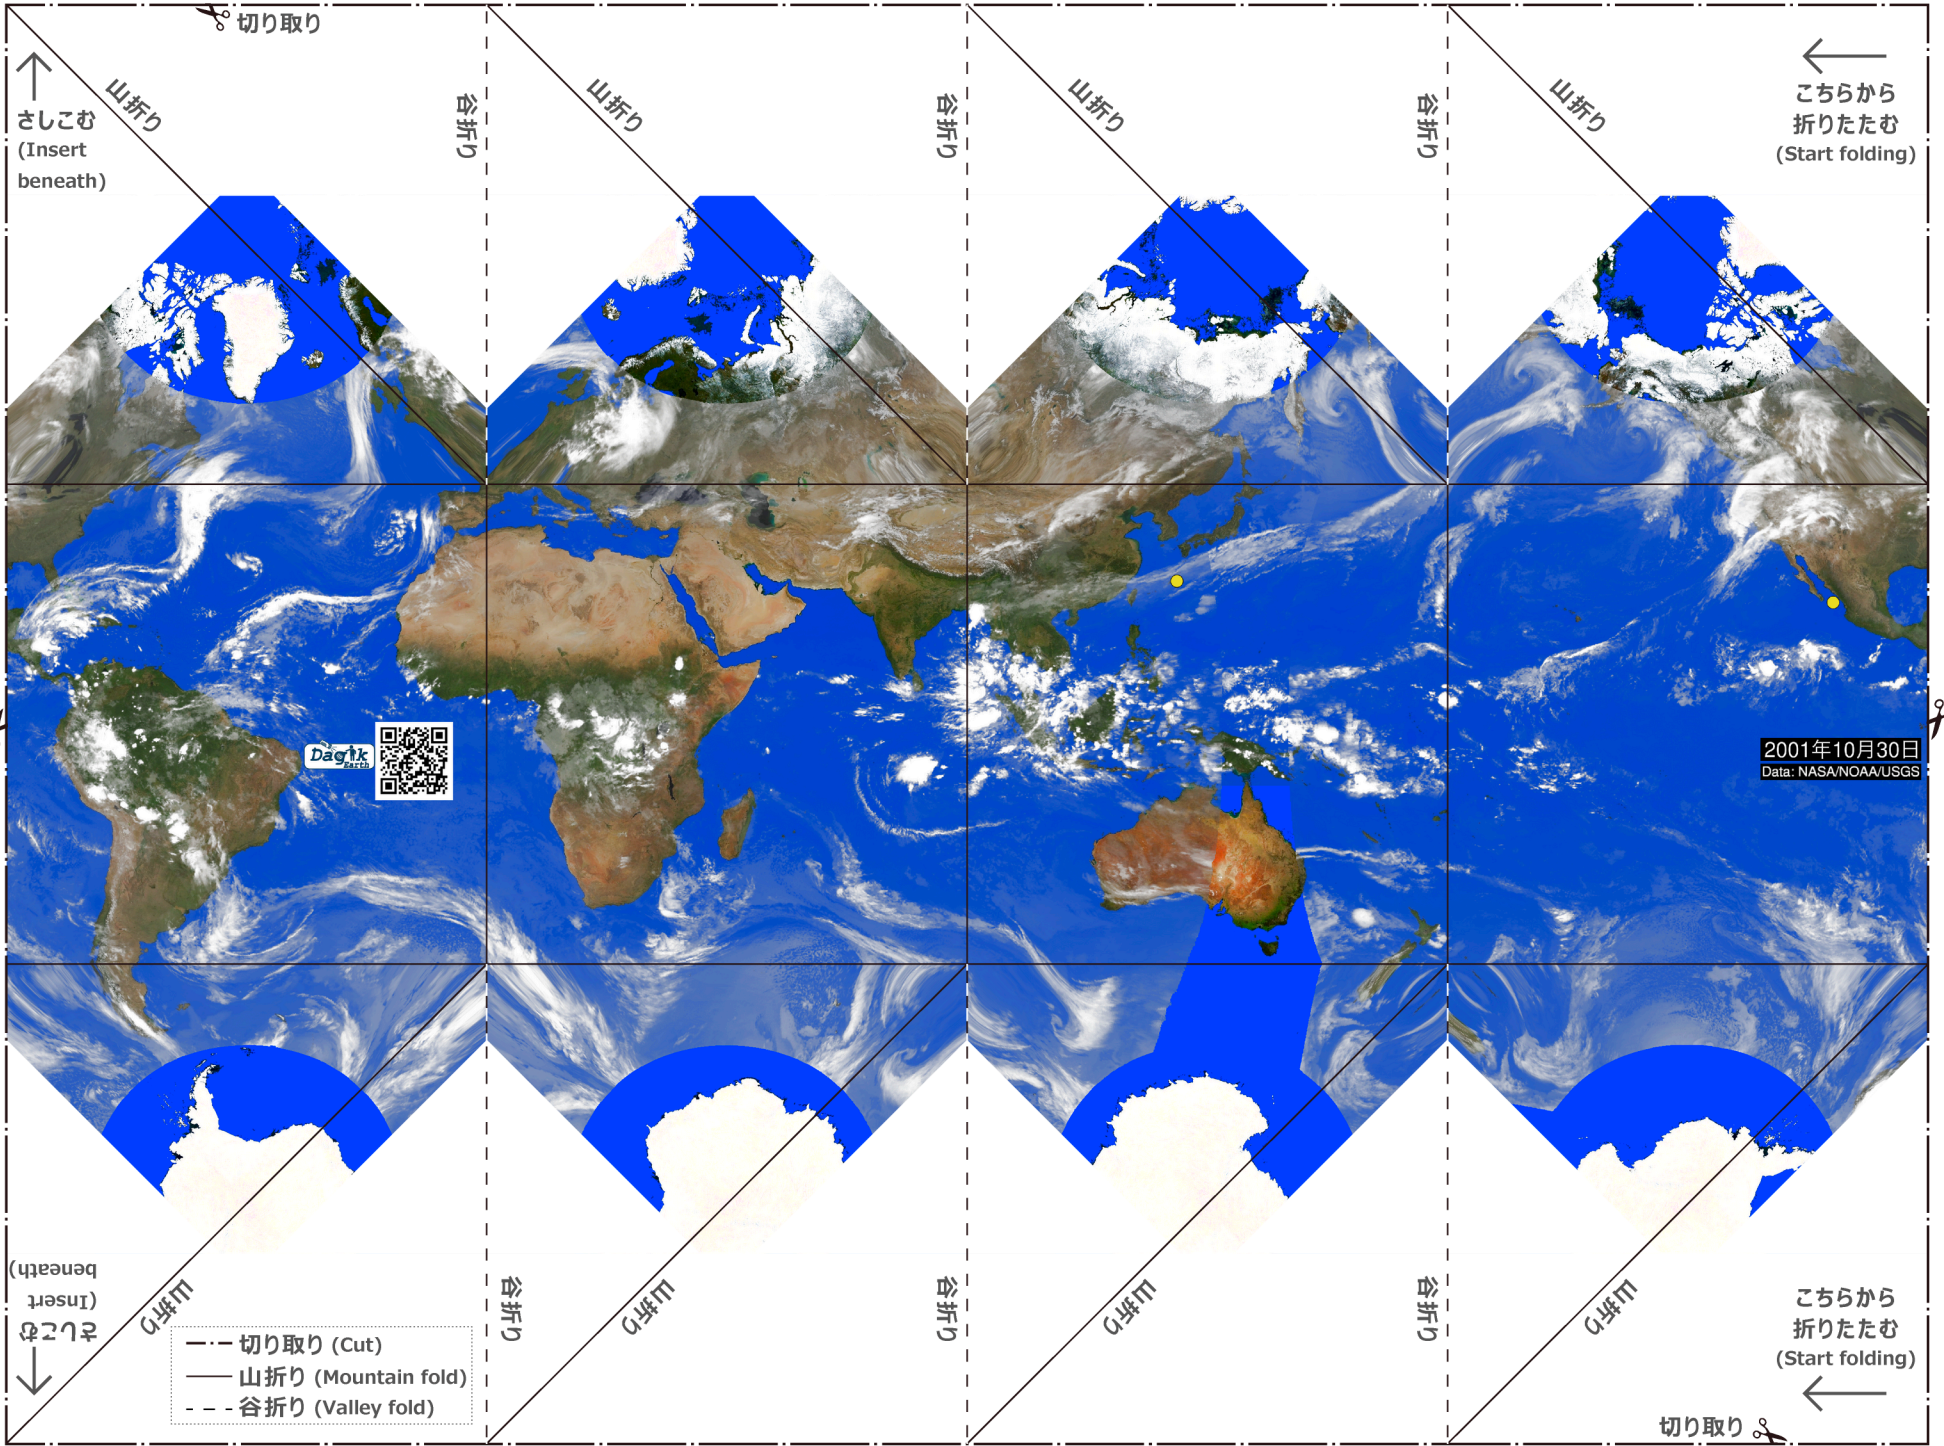 切り取り
さしこむ
(Insert
beneath)
山折り
谷折り
山折り
谷折り
山折り
谷折り
山折り
こちらから
折りたたむ
(Start folding)
Dagik
Earth
2001年10月30日
Data: NASA/NOAA/USGS
さしこむ
(Insert
beneath)
山折り
谷折り
山折り
谷折り
山折り
谷折り
山折り
こちらから
折りたたむ
(Start folding)
切り取り (Cut)
山折り (Mountain fold)
谷折り (Valley fold)
切り取り